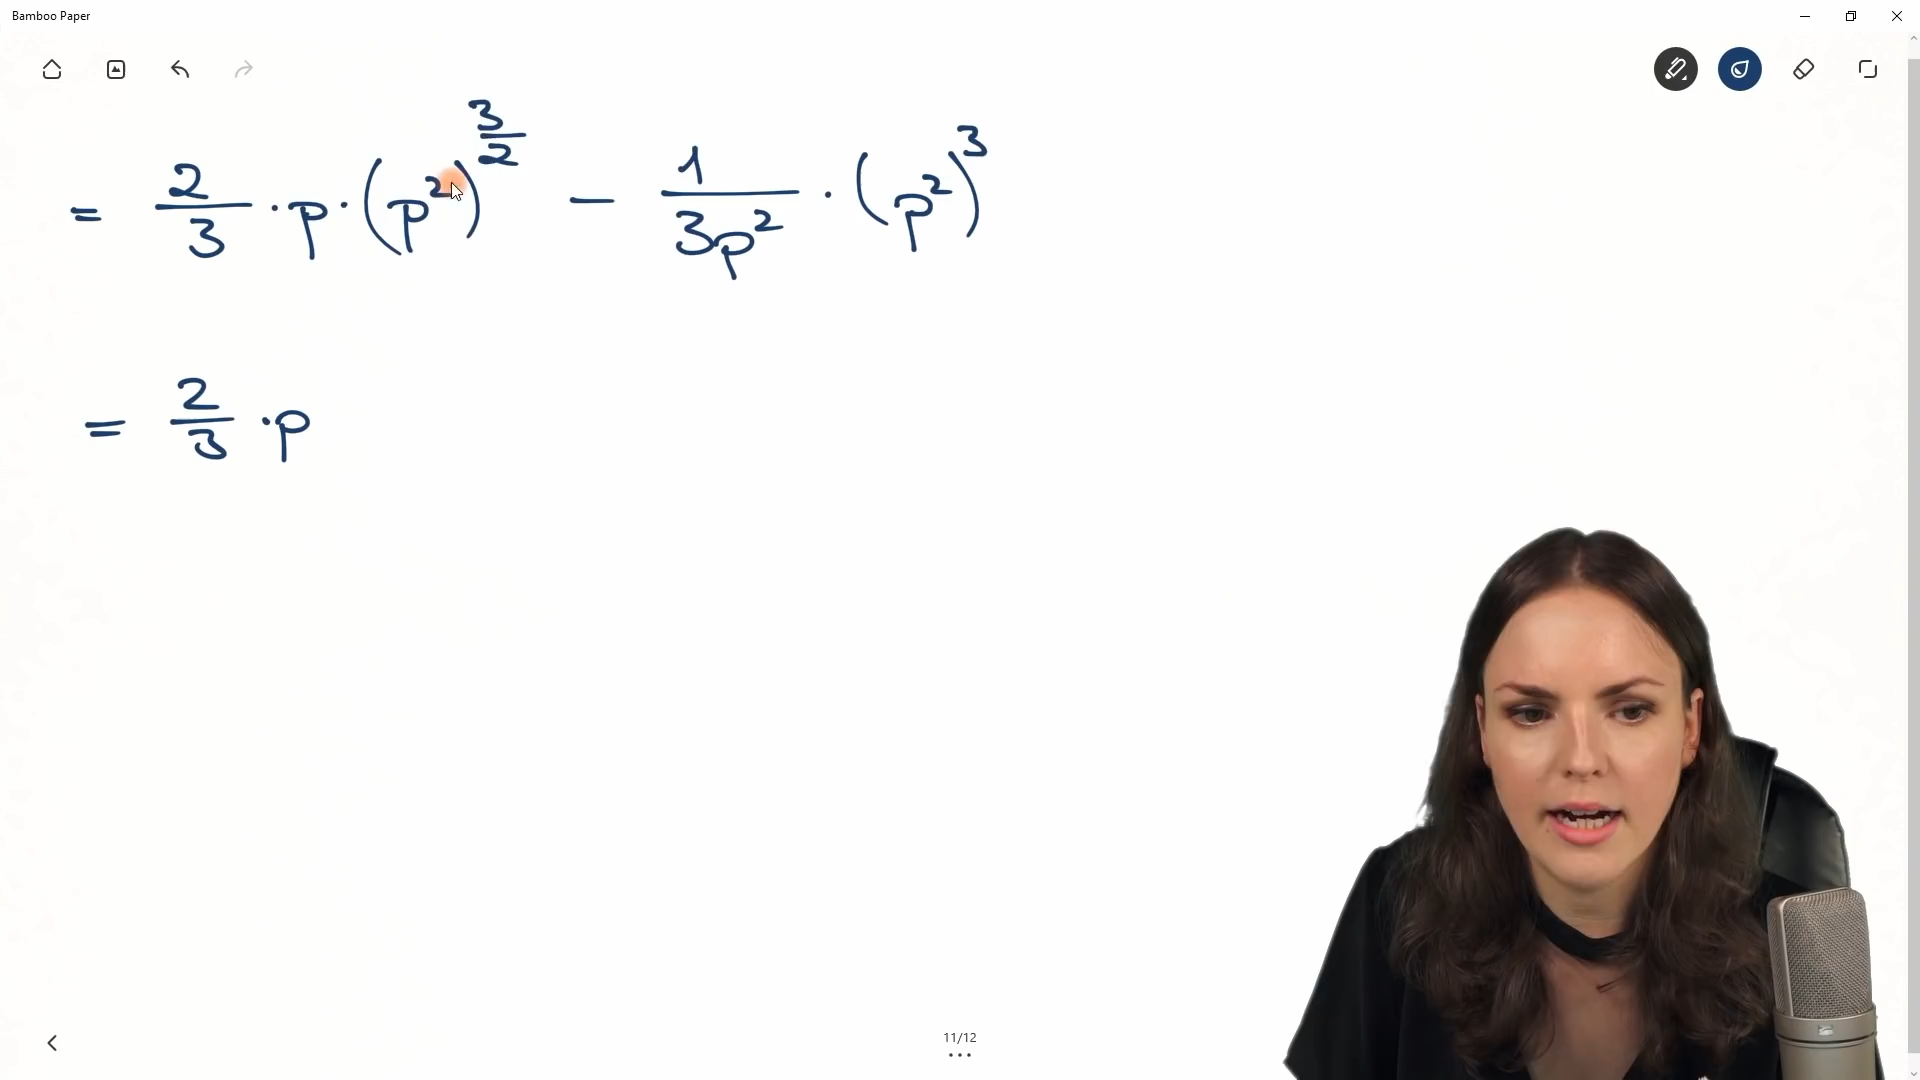 Bamboo Paper
= 2/3 · p · (p²)^(3/2) − 1/(3p²) · (p²)³
= 2/3 · p
11/12